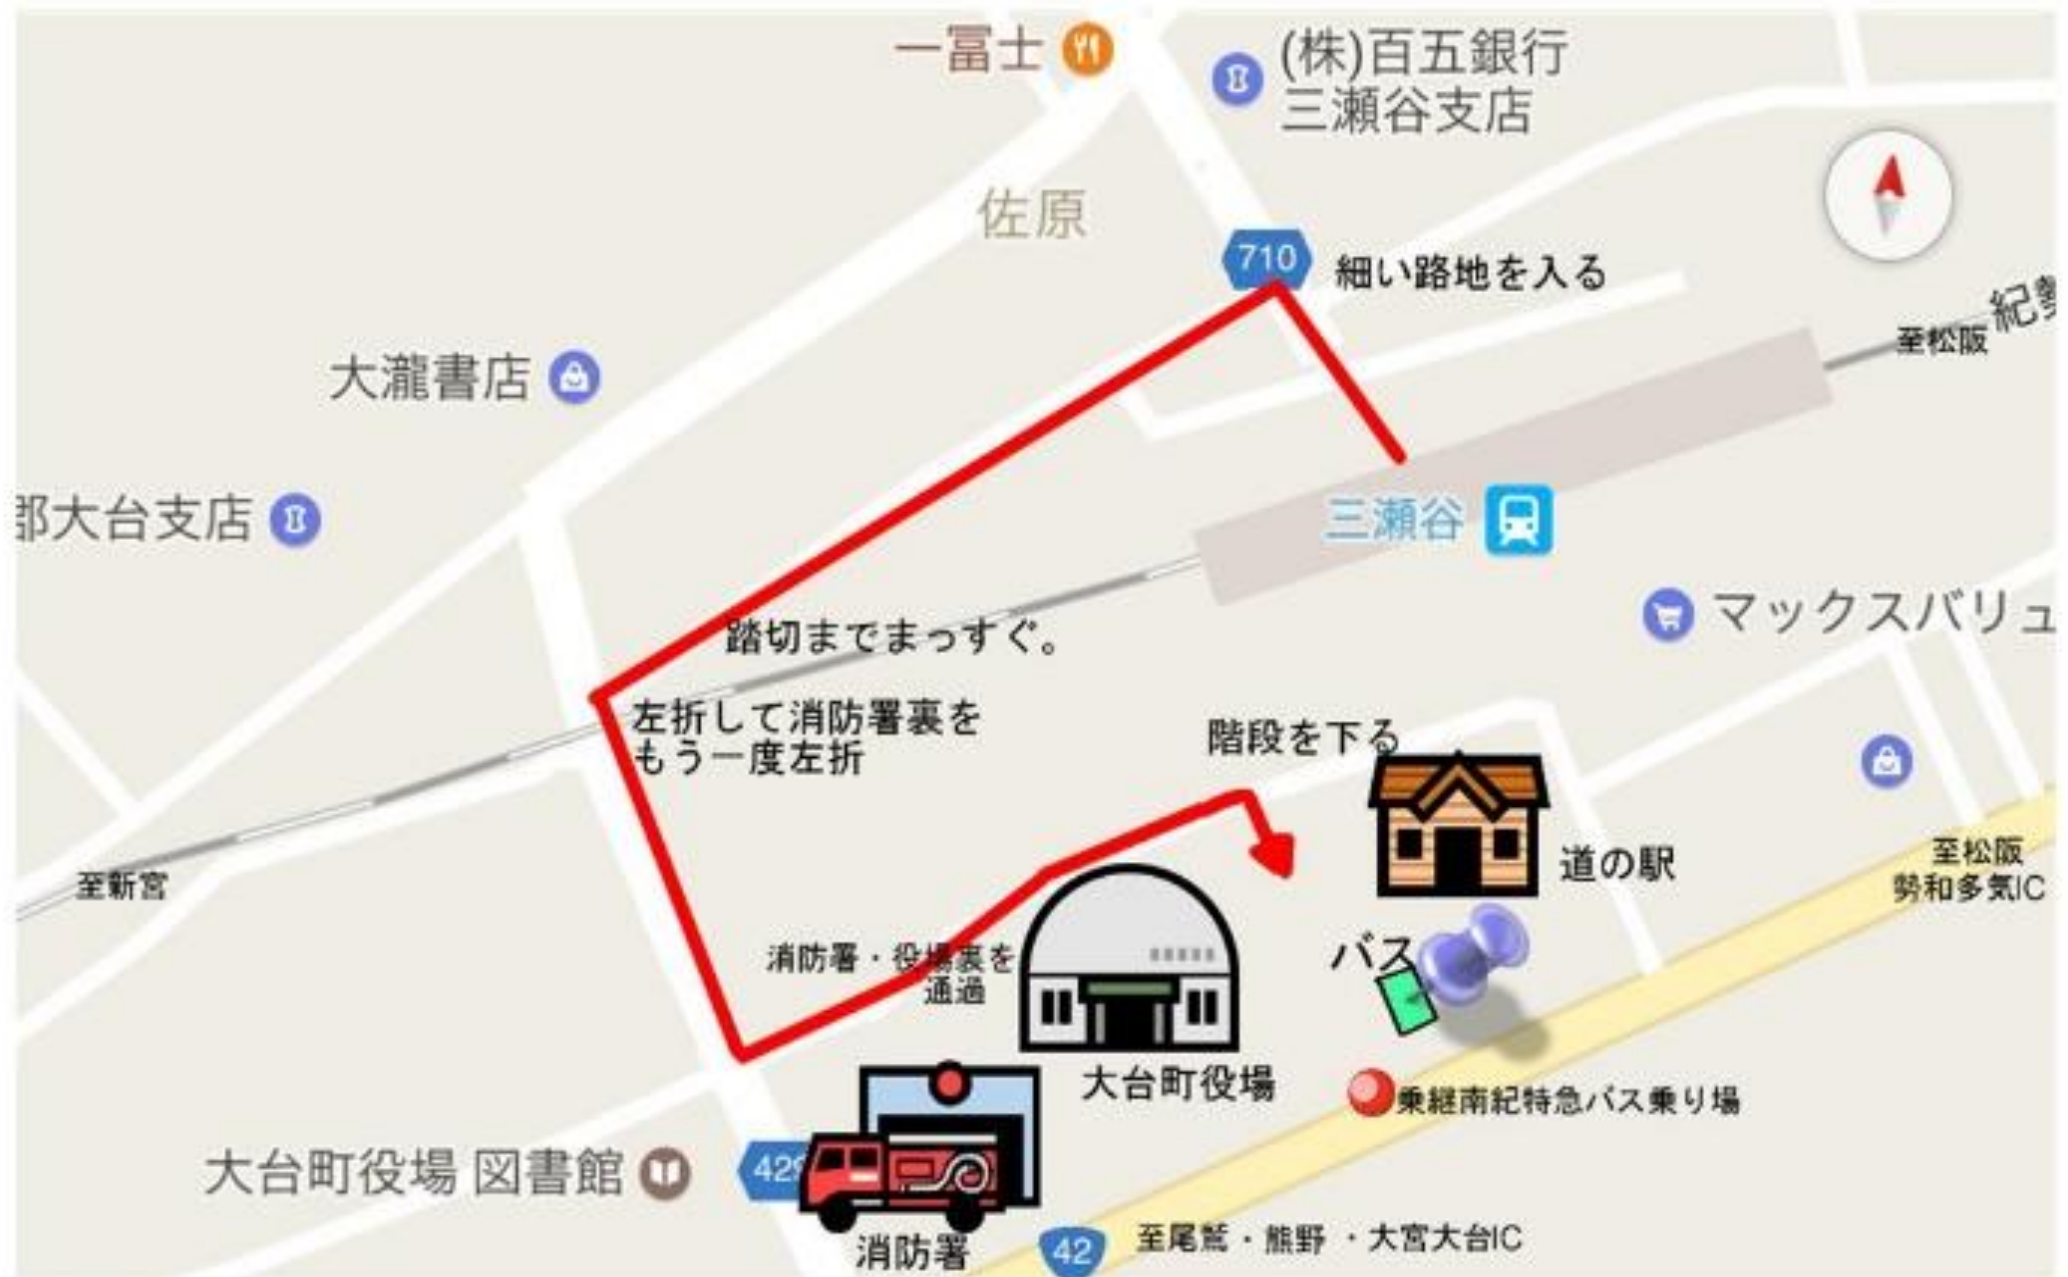 一冨士
(株)百五銀行
三瀬谷支店
佐原
710
細い路地を入る
紀勢
至松阪
大瀧書店
郡大台支店
三瀬谷
マックスバリュ
踏切までまっすぐ。
左折して消防署裏を
もう一度左折
階段を下る
道の駅
至松阪
勢和多気IC
至新宮
消防署・役場裏を
通過
バス
大台町役場
乗継南紀特急バス乗り場
大台町役場 図書館
429
消防署
42
至尾鷲・熊野・大宮大台IC